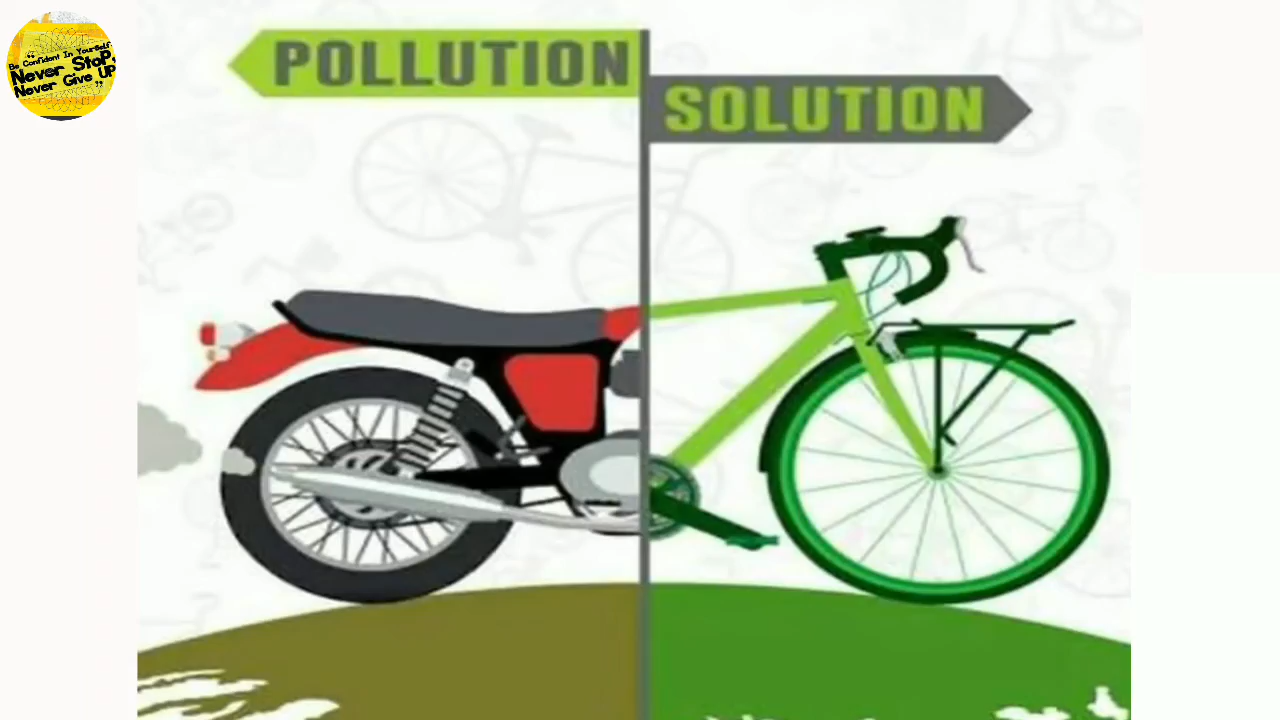 “
Be Confident In Yourself,
Never Stop,
Never Give UP
”
POLLUTION
SOLUTION